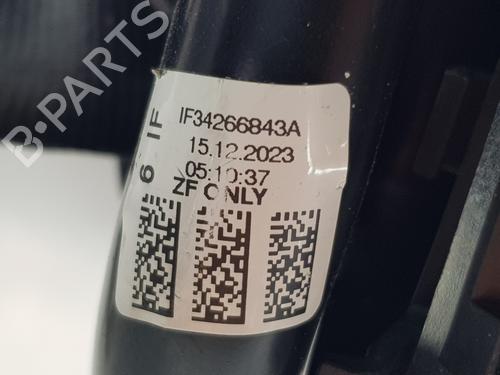 B-PARTS
IF34266843A
15.12.2023
05:10:37
ZF ONLY
6 IF